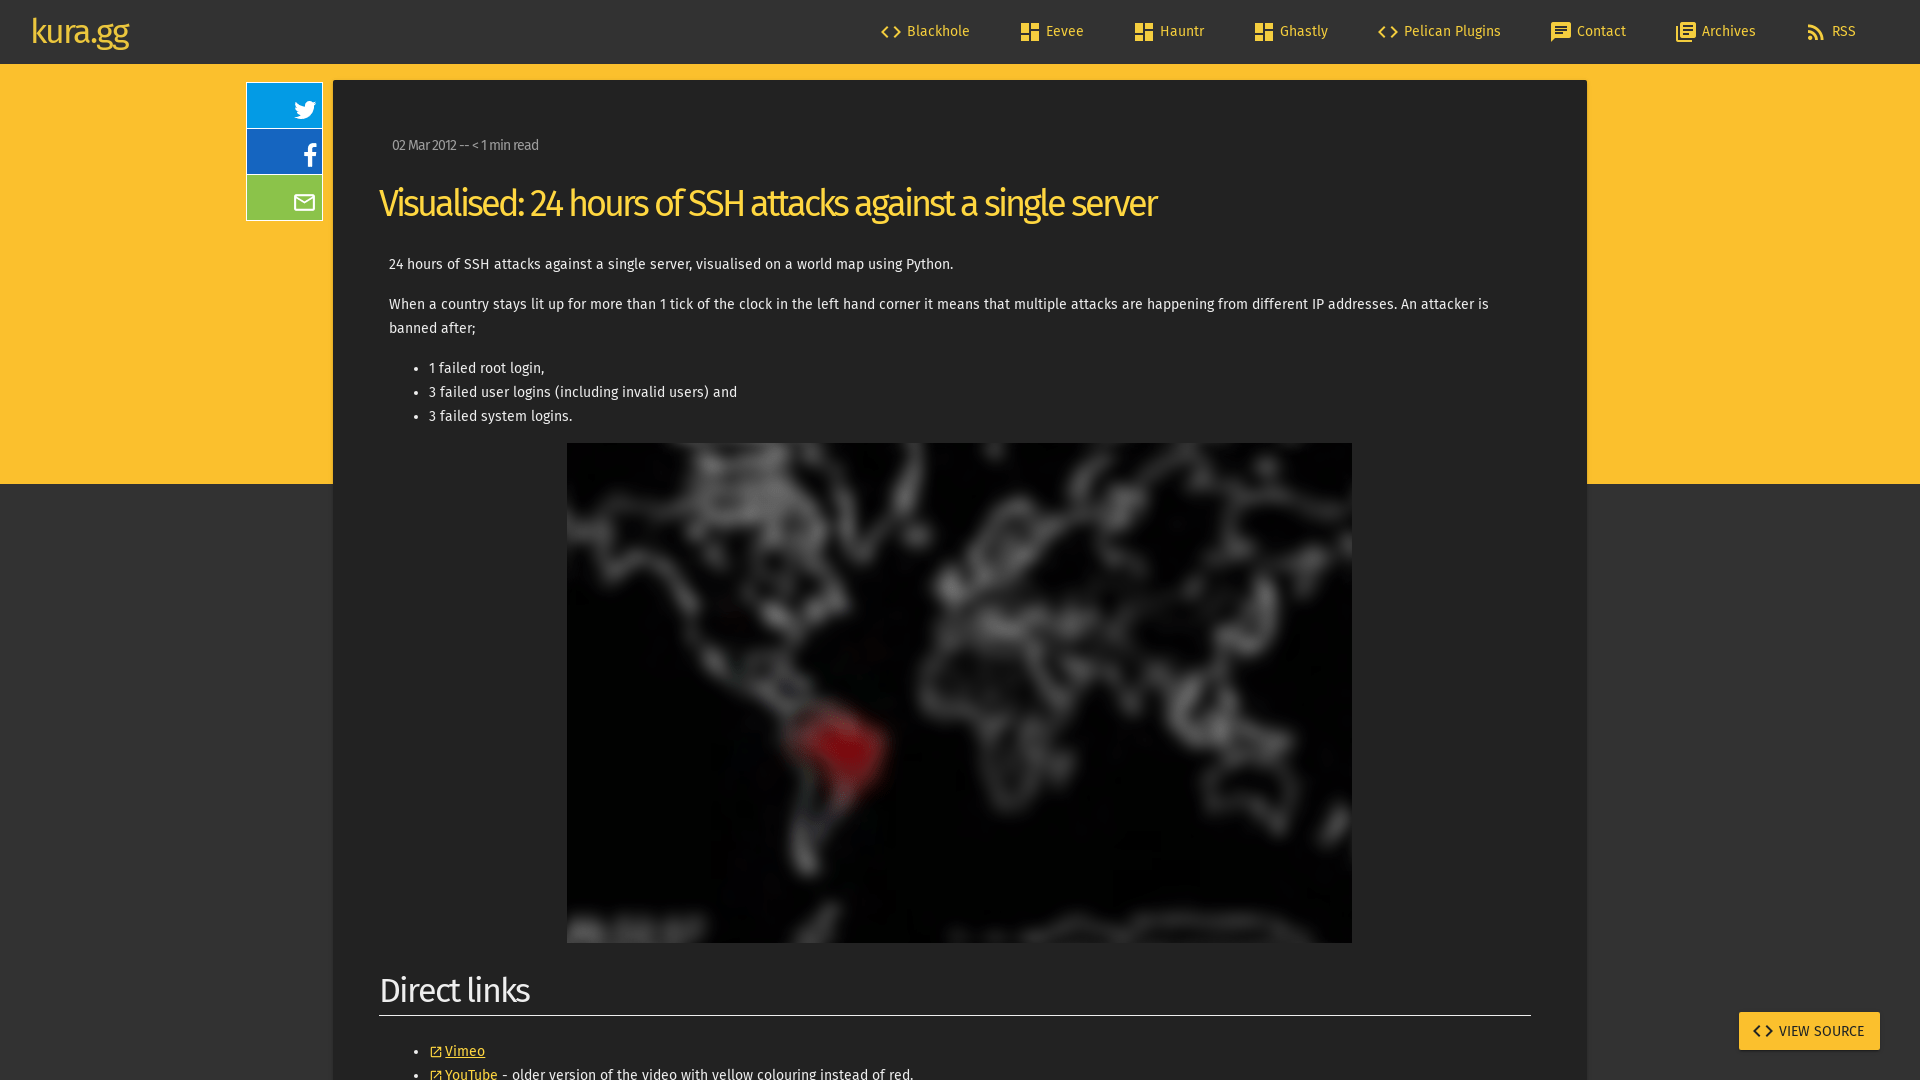 kura.gg
Blackhole
Eevee
Hauntr
Ghastly
Pelican Plugins
Contact
Archives
RSS
02 Mar 2012 -- < 1 min read
Visualised: 24 hours of SSH attacks against a single server
24 hours of SSH attacks against a single server, visualised on a world map using Python.
When a country stays lit up for more than 1 tick of the clock in the left hand corner it means that multiple attacks are happening from different IP addresses. An attacker is
banned after;
1 failed root login,
3 failed user logins (including invalid users) and
3 failed system logins.
Direct links
Vimeo
YouTube - older version of the video with yellow colouring instead of red.
VIEW SOURCE